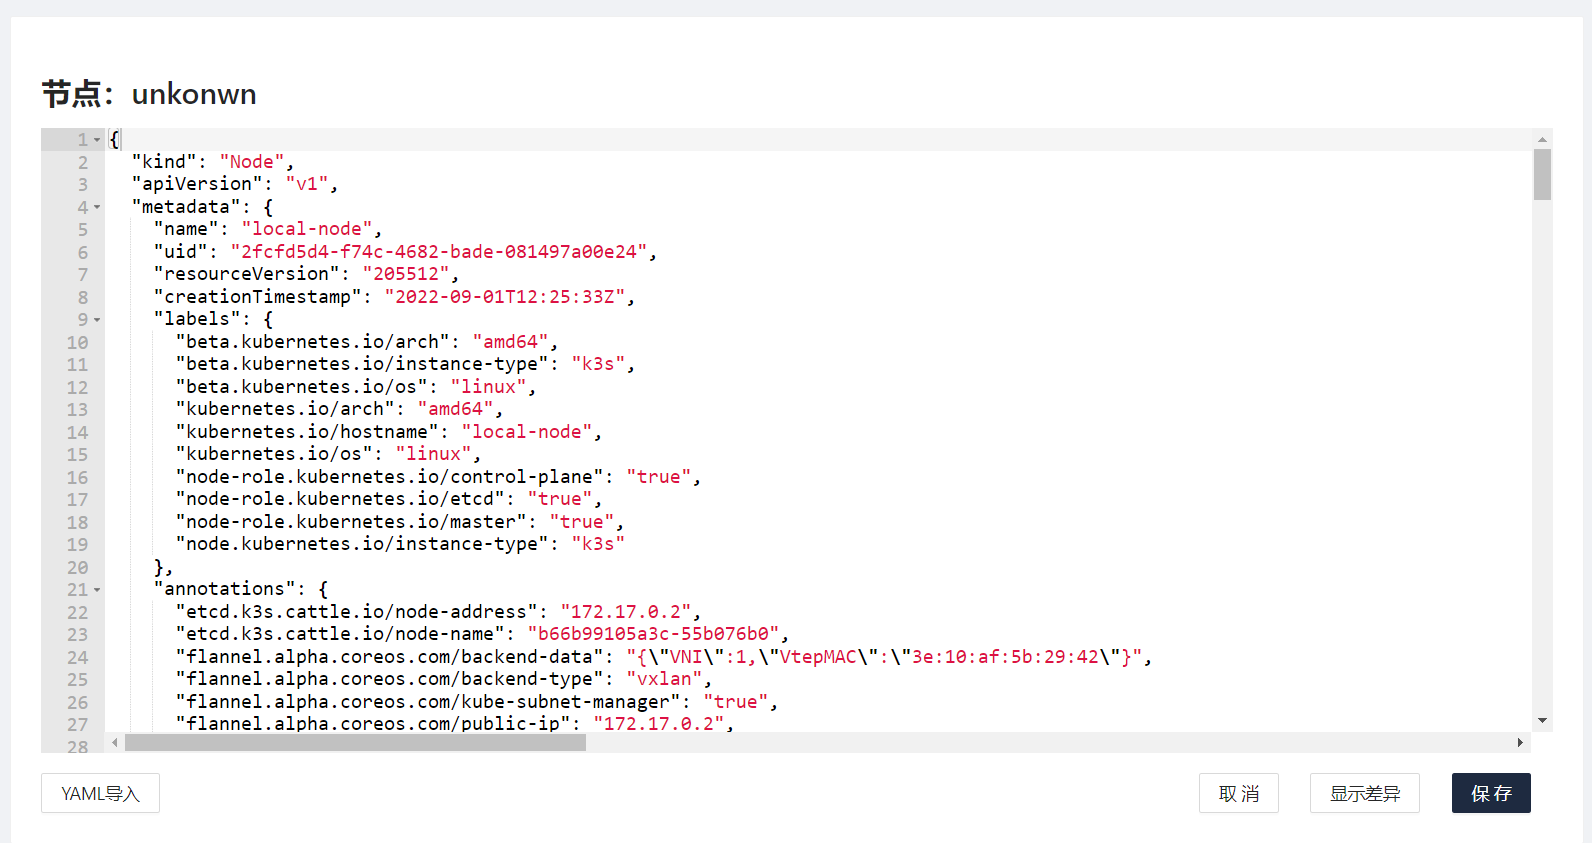 节点：unkonwn
1 {
2 "kind": "Node",
3 "apiVersion": "v1",
4 "metadata": {
5 "name": "local-node",
6 "uid": "2fcfd5d4-f74c-4682-bade-081497a00e24",
7 "resourceVersion": "205512",
8 "creationTimestamp": "2022-09-01T12:25:33Z",
9 "labels": {
10 "beta.kubernetes.io/arch": "amd64",
11 "beta.kubernetes.io/instance-type": "k3s",
12 "beta.kubernetes.io/os": "linux",
13 "kubernetes.io/arch": "amd64",
14 "kubernetes.io/hostname": "local-node",
15 "kubernetes.io/os": "linux",
16 "node-role.kubernetes.io/control-plane": "true",
17 "node-role.kubernetes.io/etcd": "true",
18 "node-role.kubernetes.io/master": "true",
19 "node.kubernetes.io/instance-type": "k3s"
20 },
21 "annotations": {
22 "etcd.k3s.cattle.io/node-address": "172.17.0.2",
23 "etcd.k3s.cattle.io/node-name": "b66b99105a3c-55b076b0",
24 "flannel.alpha.coreos.com/backend-data": "{\"VNI\":1,\"VtepMAC\":\"3e:10:af:5b:29:42\"}",
25 "flannel.alpha.coreos.com/backend-type": "vxlan",
26 "flannel.alpha.coreos.com/kube-subnet-manager": "true",
27 "flannel.alpha.coreos.com/public-ip": "172.17.0.2",
28
YAML导入 取 消 显示差异 保 存